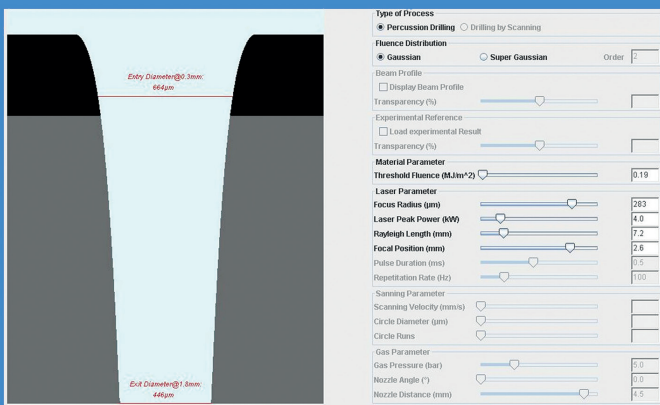 Entry Diameter@0.3mm:
664µm
Exit Diameter@1.8mm:
446µm
Type of Process
Percussion Drilling Drilling by Scanning
Fluence Distribution
Gaussian Super Gaussian Order 2
Beam Profile
Display Beam Profile
Transparency (%)
Experimental Reference
Load experimental Result
Transparency (%)
Material Parameter
Threshold Fluence (MJ/m^2) 0.19
Laser Parameter
Focus Radius (µm) 283
Laser Peak Power (kW) 4.0
Rayleigh Length (mm) 7.2
Focal Position (mm) 2.6
Pulse Duration (ms) 0.5
Repetitation Rate (Hz) 100
Sanning Parameter
Scanning Velocity (mm/s)
Circle Diameter (µm)
Circle Runs
Gas Parameter
Gas Pressure (bar) 5.0
Nozzle Angle (°) 0.0
Nozzle Distance (mm) 4.5